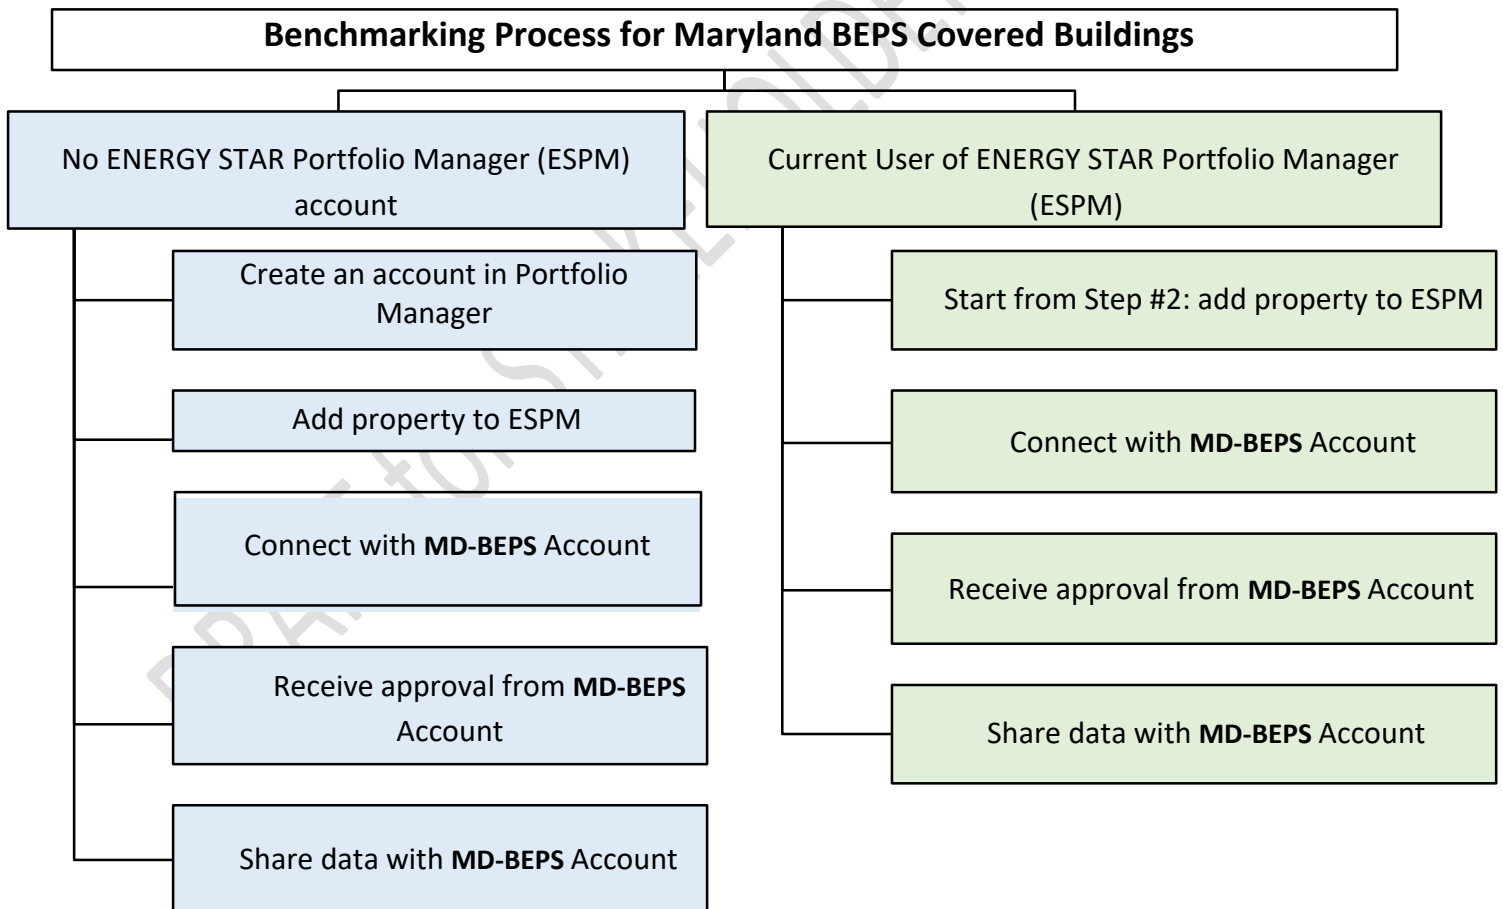 Benchmarking Process for Maryland BEPS Covered Buildings
No ENERGY STAR Portfolio Manager (ESPM)
account
Create an account in Portfolio
Manager
Add property to ESPM
Connect with MD-BEPS Account
Receive approval from MD-BEPS
Account
Share data with MD-BEPS Account
Current User of ENERGY STAR Portfolio Manager
(ESPM)
Start from Step #2: add property to ESPM
Connect with MD-BEPS Account
Receive approval from MD-BEPS Account
Share data with MD-BEPS Account